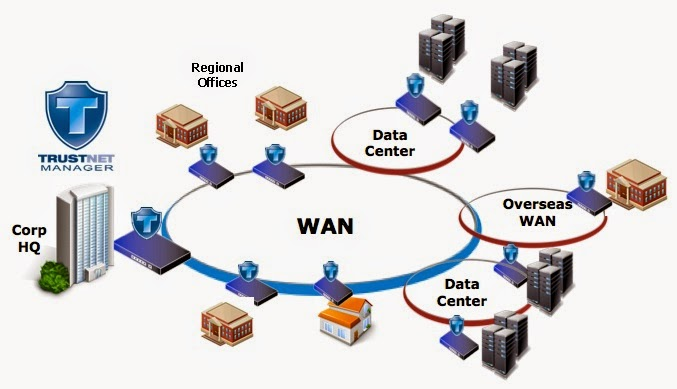 Regional
Offices
T
TRUSTNET
MANAGER
Corp
HQ
WAN
Data
Center
Overseas
WAN
Data
Center
T
T
T
T
T
T
T
T
T
T